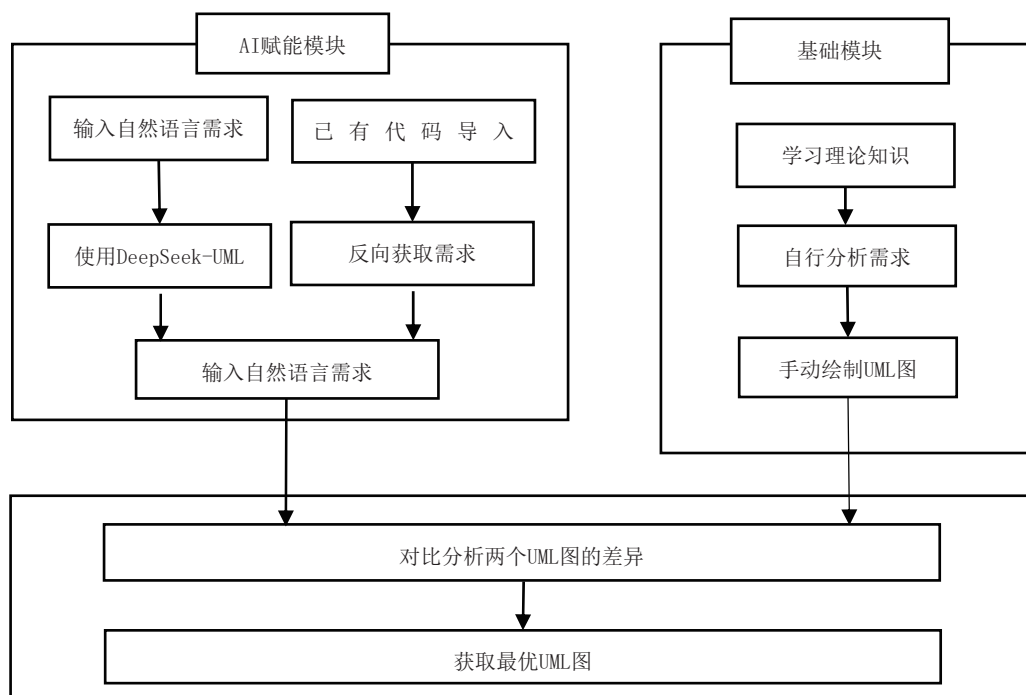 AI赋能模块
输入自然语言需求
已有代码导入
使用DeepSeek-UML
反向获取需求
输入自然语言需求
基础模块
学习理论知识
自行分析需求
手动绘制UML图
对比分析两个UML图的差异
获取最优UML图